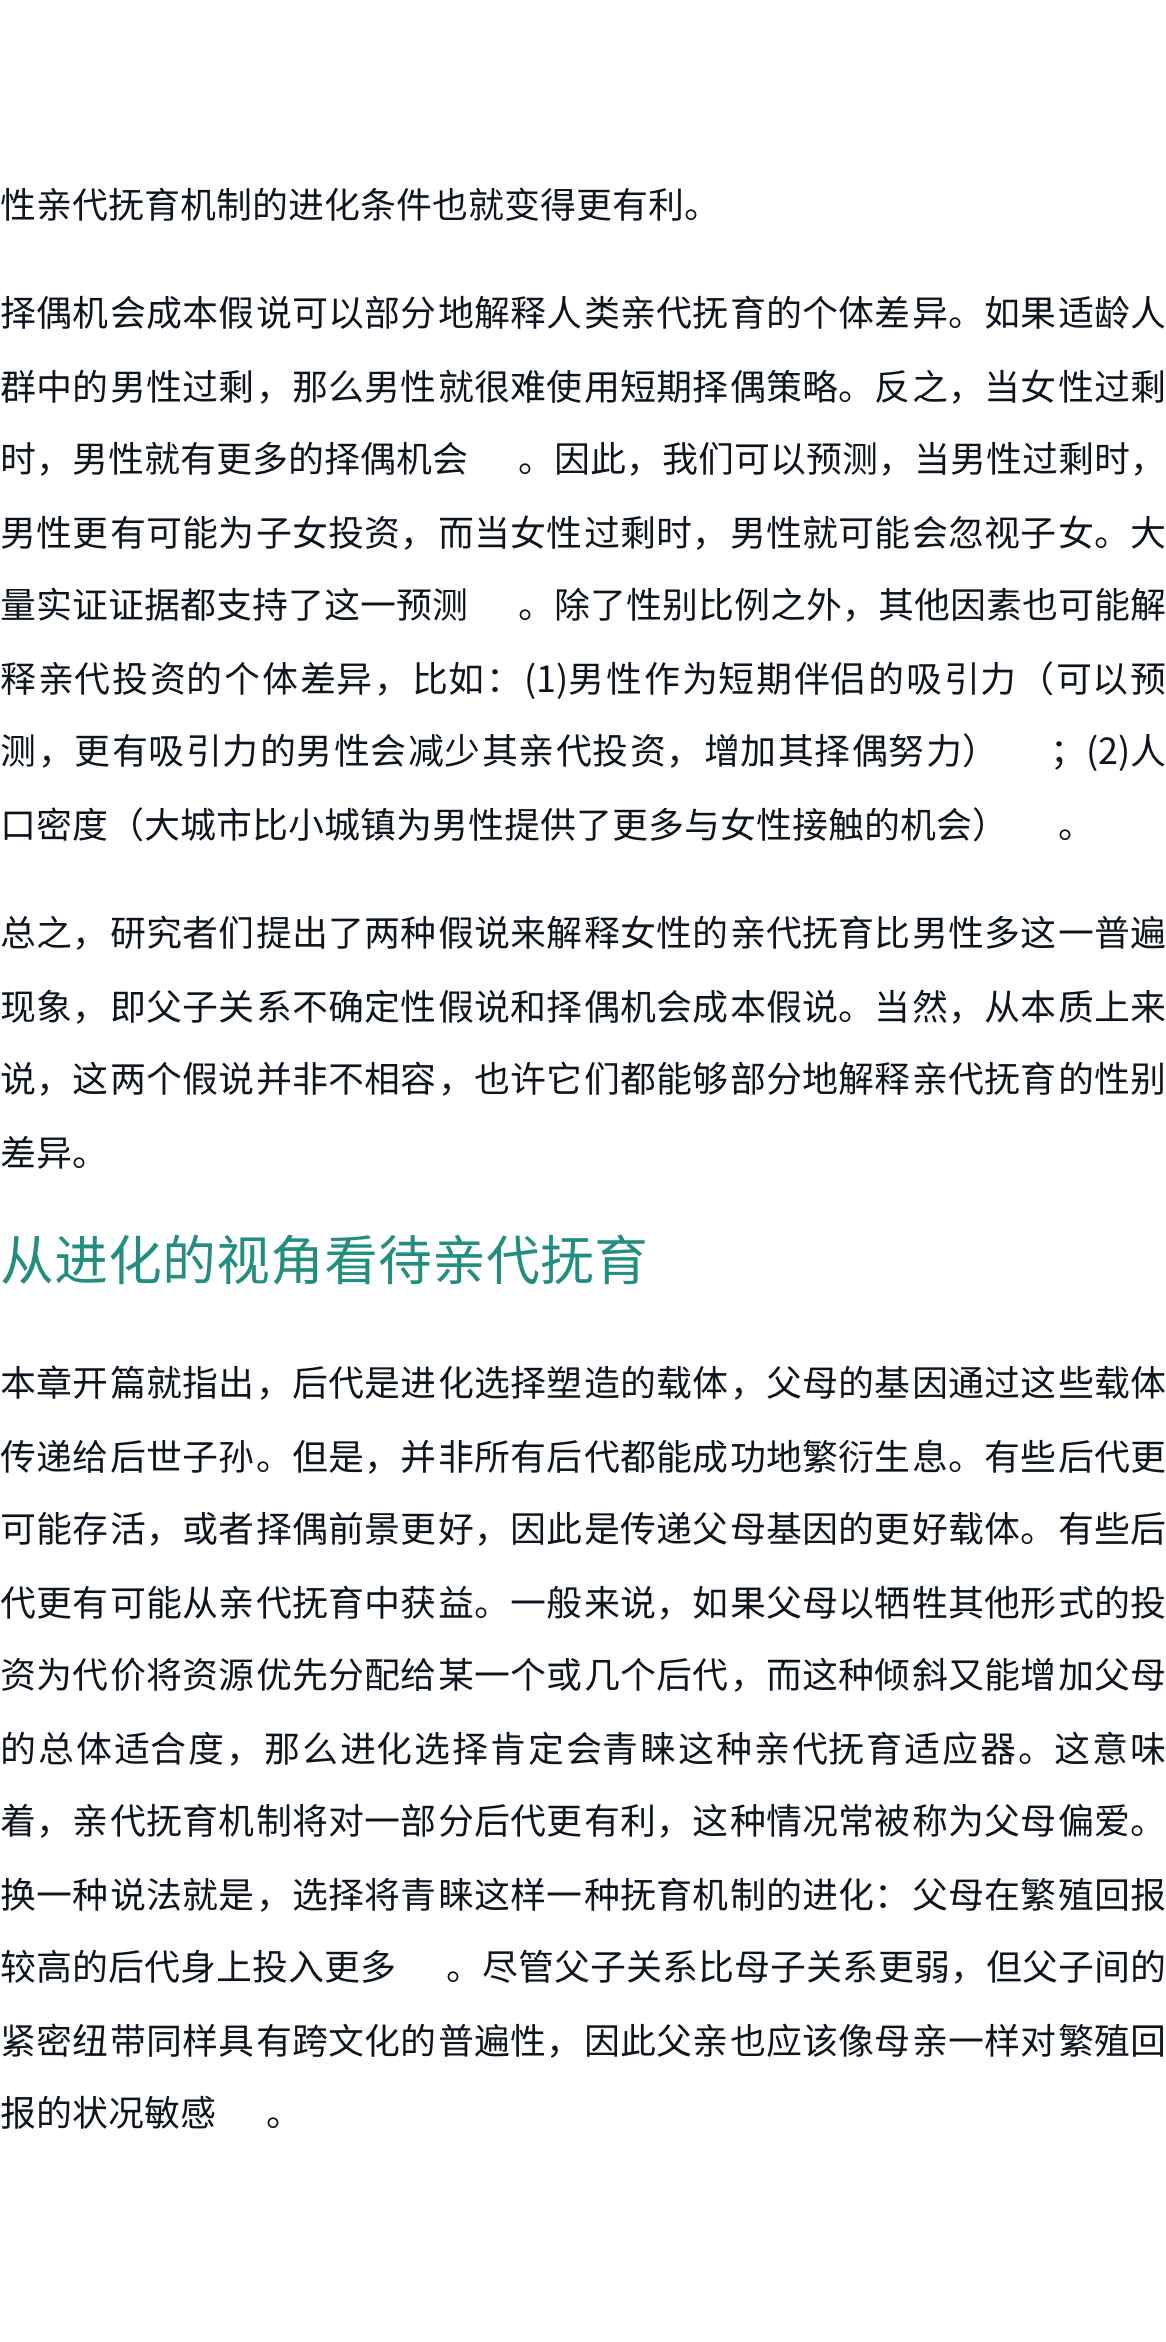 性亲代抚育机制的进化条件也就变得更有利。
择偶机会成本假说可以部分地解释人类亲代抚育的个体差异。如果适龄人
群中的男性过剩，那么男性就很难使用短期择偶策略。反之，当女性过剩
时，男性就有更多的择偶机会 。因此，我们可以预测，当男性过剩时，
男性更有可能为子女投资，而当女性过剩时，男性就可能会忽视子女。大
量实证证据都支持了这一预测 。除了性别比例之外，其他因素也可能解
释亲代投资的个体差异，比如：(1)男性作为短期伴侣的吸引力（可以预
测，更有吸引力的男性会减少其亲代投资，增加其择偶努力） ；(2)人
口密度（大城市比小城镇为男性提供了更多与女性接触的机会） 。
总之，研究者们提出了两种假说来解释女性的亲代抚育比男性多这一普遍
现象，即父子关系不确定性假说和择偶机会成本假说。当然，从本质上来
说，这两个假说并非不相容，也许它们都能够部分地解释亲代抚育的性别
差异。
从进化的视角看待亲代抚育
本章开篇就指出，后代是进化选择塑造的载体，父母的基因通过这些载体
传递给后世子孙。但是，并非所有后代都能成功地繁衍生息。有些后代更
可能存活，或者择偶前景更好，因此是传递父母基因的更好载体。有些后
代更有可能从亲代抚育中获益。一般来说，如果父母以牺牲其他形式的投
资为代价将资源优先分配给某一个或几个后代，而这种倾斜又能增加父母
的总体适合度，那么进化选择肯定会青睐这种亲代抚育适应器。这意味
着，亲代抚育机制将对一部分后代更有利，这种情况常被称为父母偏爱。
换一种说法就是，选择将青睐这样一种抚育机制的进化：父母在繁殖回报
较高的后代身上投入更多 。尽管父子关系比母子关系更弱，但父子间的
紧密纽带同样具有跨文化的普遍性，因此父亲也应该像母亲一样对繁殖回
报的状况敏感 。